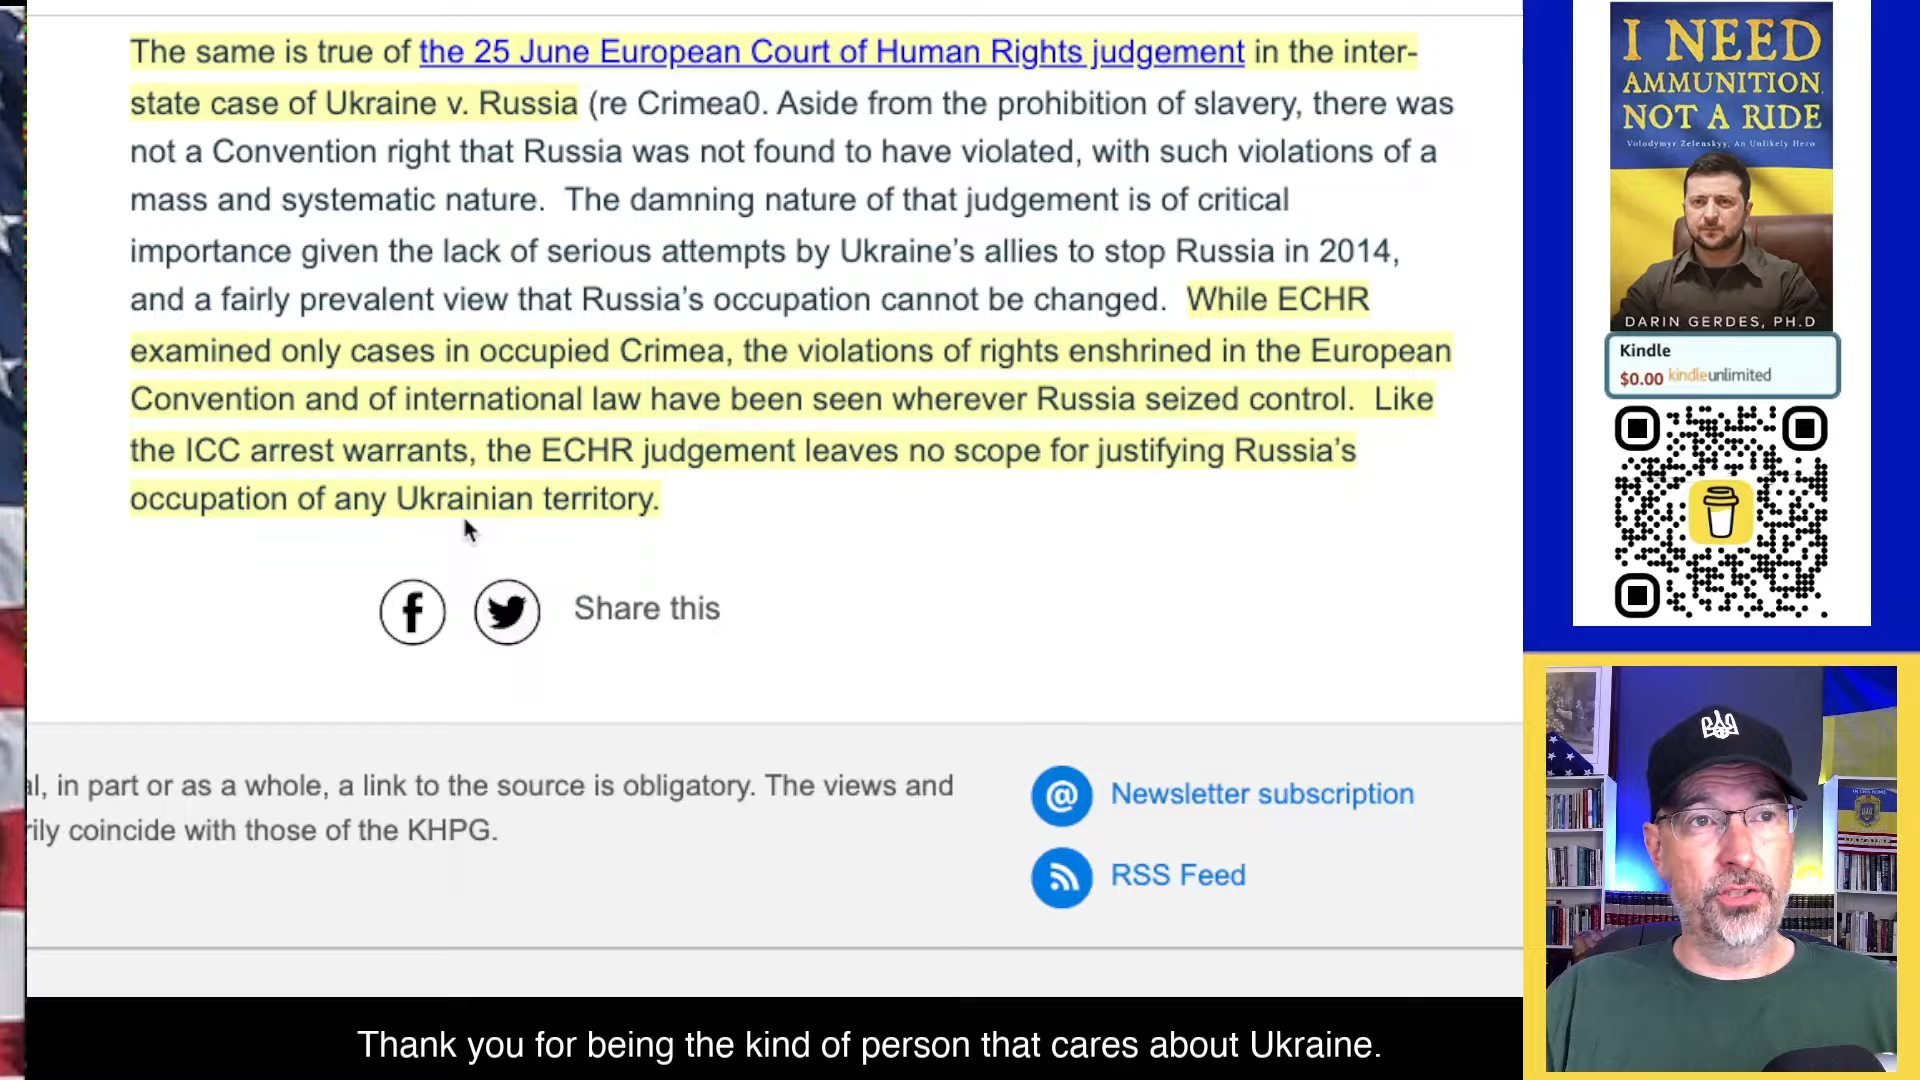 The same is true of the 25 June European Court of Human Rights judgement in the inter-
state case of Ukraine v. Russia (re Crimea0. Aside from the prohibition of slavery, there was
not a Convention right that Russia was not found to have violated, with such violations of a
mass and systematic nature.  The damning nature of that judgement is of critical
importance given the lack of serious attempts by Ukraine’s allies to stop Russia in 2014,
and a fairly prevalent view that Russia’s occupation cannot be changed.  While ECHR
examined only cases in occupied Crimea, the violations of rights enshrined in the European
Convention and of international law have been seen wherever Russia seized control.  Like
the ICC arrest warrants, the ECHR judgement leaves no scope for justifying Russia’s
occupation of any Ukrainian territory.
Share this
al, in part or as a whole, a link to the source is obligatory. The views and
rily coincide with those of the KHPG.
@ Newsletter subscription
RSS Feed
Thank you for being the kind of person that cares about Ukraine.
I NEED
AMMUNITION,
NOT A RIDE
Volodymyr Zelenskyy, An Unlikely Hero
DARIN GERDES, PH.D
Kindle
$0.00 kindleunlimited
UKRAINE